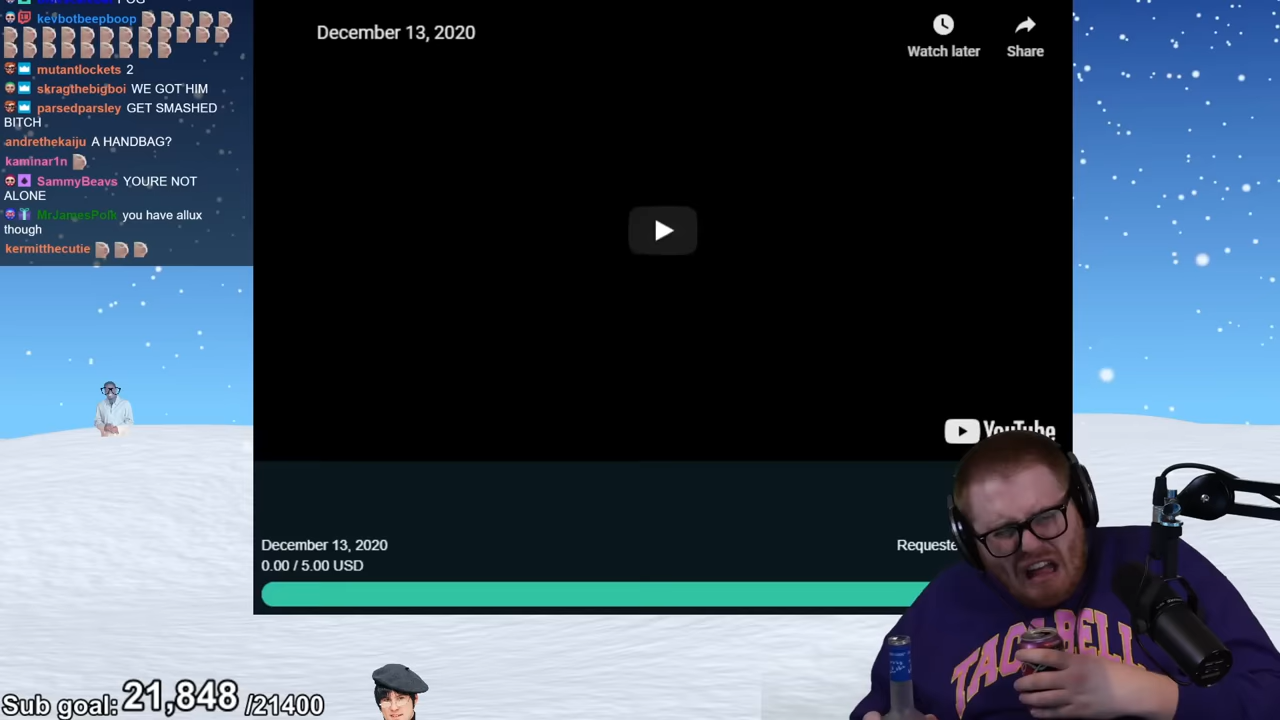 POG
kevbotbeepboop
mutantlockets 2
skragthebigboi WE GOT HIM
parsedparsley GET SMASHED
BITCH
andrethekaiju A HANDBAG?
kaminar1n
SammyBeavs YOURE NOT
ALONE
MrJamesPolk you have allux
though
kermitthecutie
December 13, 2020
Watch later
Share
YouTube
December 13, 2020
Requeste
0.00 / 5.00 USD
TACO BELL
Sub goal: 21,848 /21400